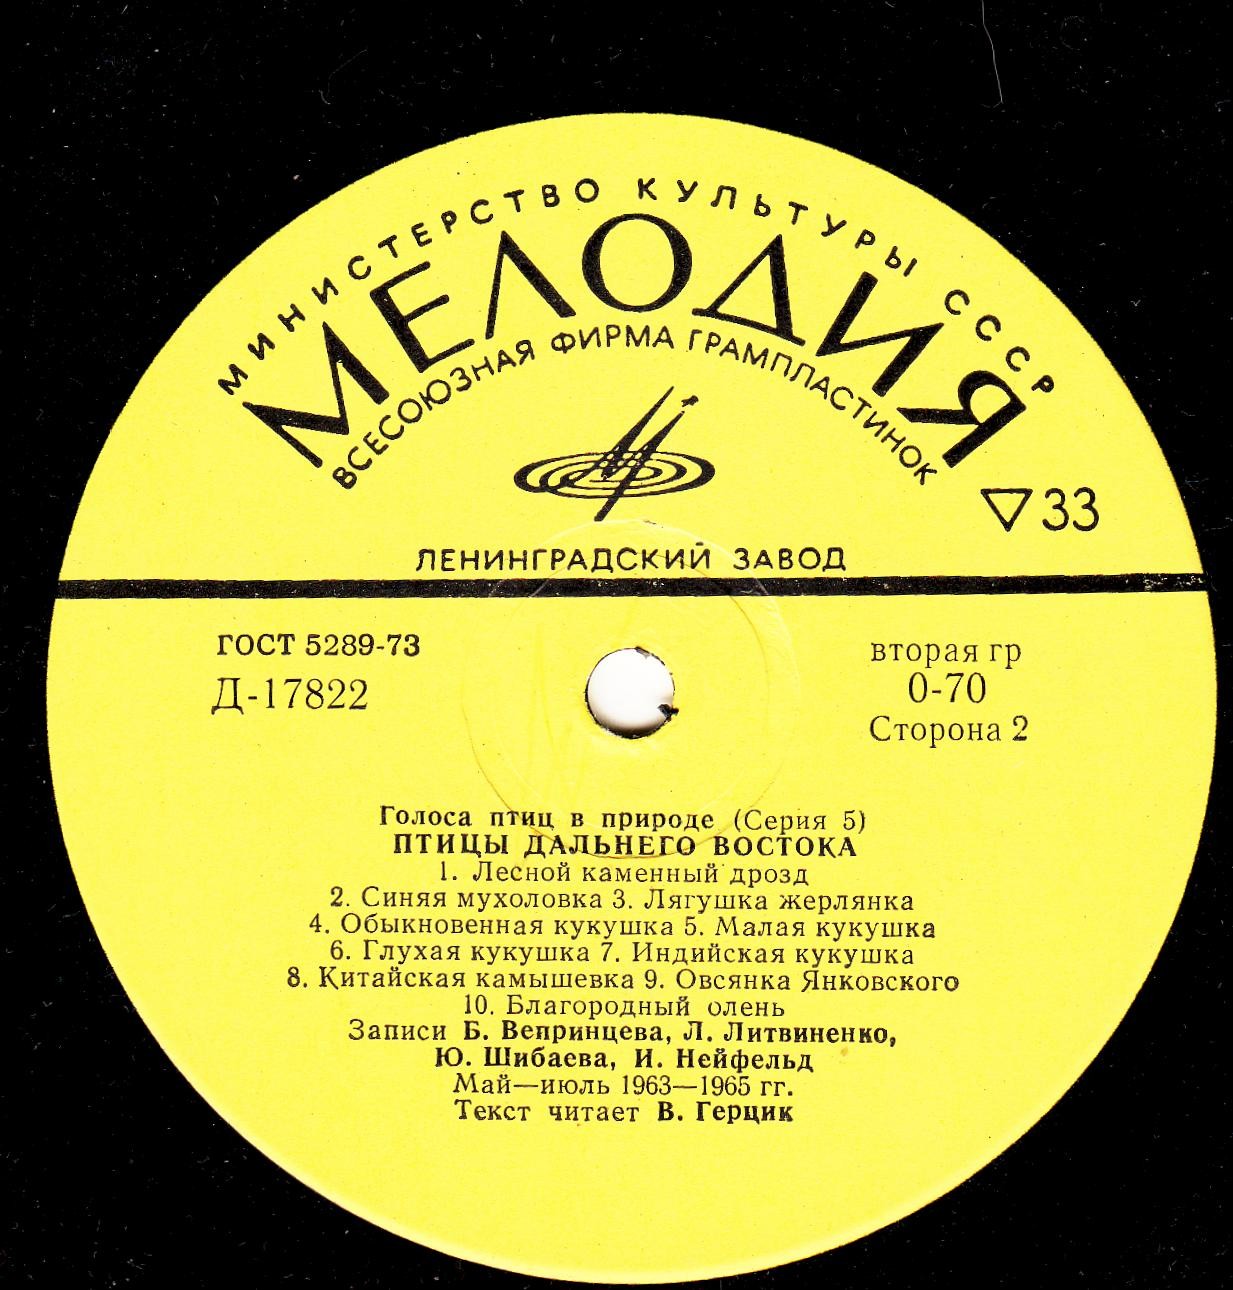 МИНИСТЕРСТВО КУЛЬТУРЫ СССР
МЕЛОДИЯ
ВСЕСОЮЗНАЯ ФИРМА ГРАМПЛАСТИНОК
33
ЛЕНИНГРАДСКИЙ ЗАВОД
ГОСТ 5289-73
Д-17822
вторая гр
0-70
Сторона 2
Голоса птиц в природе (Серия 5)
ПТИЦЫ ДАЛЬНЕГО ВОСТОКА
1. Лесной каменный дрозд
2. Синяя мухоловка 3. Лягушка жерлянка
4. Обыкновенная кукушка 5. Малая кукушка
6. Глухая кукушка 7. Индийская кукушка
8. Китайская камышевка 9. Овсянка Янковского
10. Благородный олень
Записи Б. Вепринцева, Л. Литвиненко,
Ю. Шибаева, И. Нейфельд
Май—июль 1963—1965 гг.
Текст читает В. Герцик